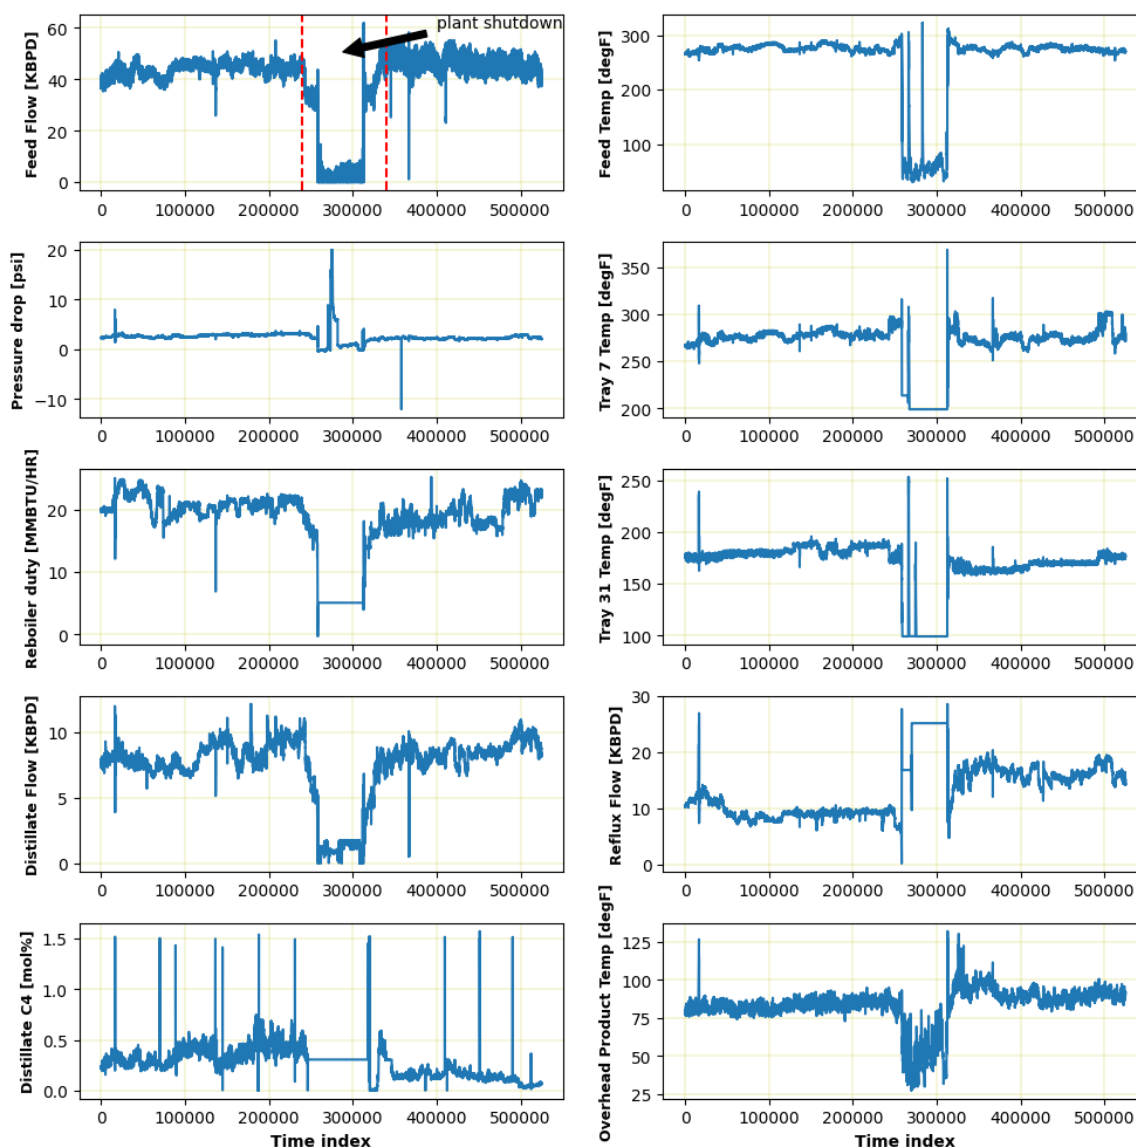 plant shutdown
Feed Flow [KBPD]
60
40
20
0
0 100000 200000 300000 400000 500000
Feed Temp [degF]
300
200
100
0 100000 200000 300000 400000 500000
Pressure drop [psi]
20
10
0
−10
0 100000 200000 300000 400000 500000
Tray 7 Temp [degF]
350
300
250
200
0 100000 200000 300000 400000 500000
Reboiler duty [MMBTU/HR]
20
10
0
0 100000 200000 300000 400000 500000
Tray 31 Temp [degF]
250
200
150
100
0 100000 200000 300000 400000 500000
Distillate Flow [KBPD]
10
5
0
0 100000 200000 300000 400000 500000
Reflux Flow [KBPD]
30
20
10
0
0 100000 200000 300000 400000 500000
Distillate C4 [mol%]
1.5
1.0
0.5
0.0
0 100000 200000 300000 400000 500000
Time index
Overhead Product Temp [degF]
125
100
75
50
25
0 100000 200000 300000 400000 500000
Time index